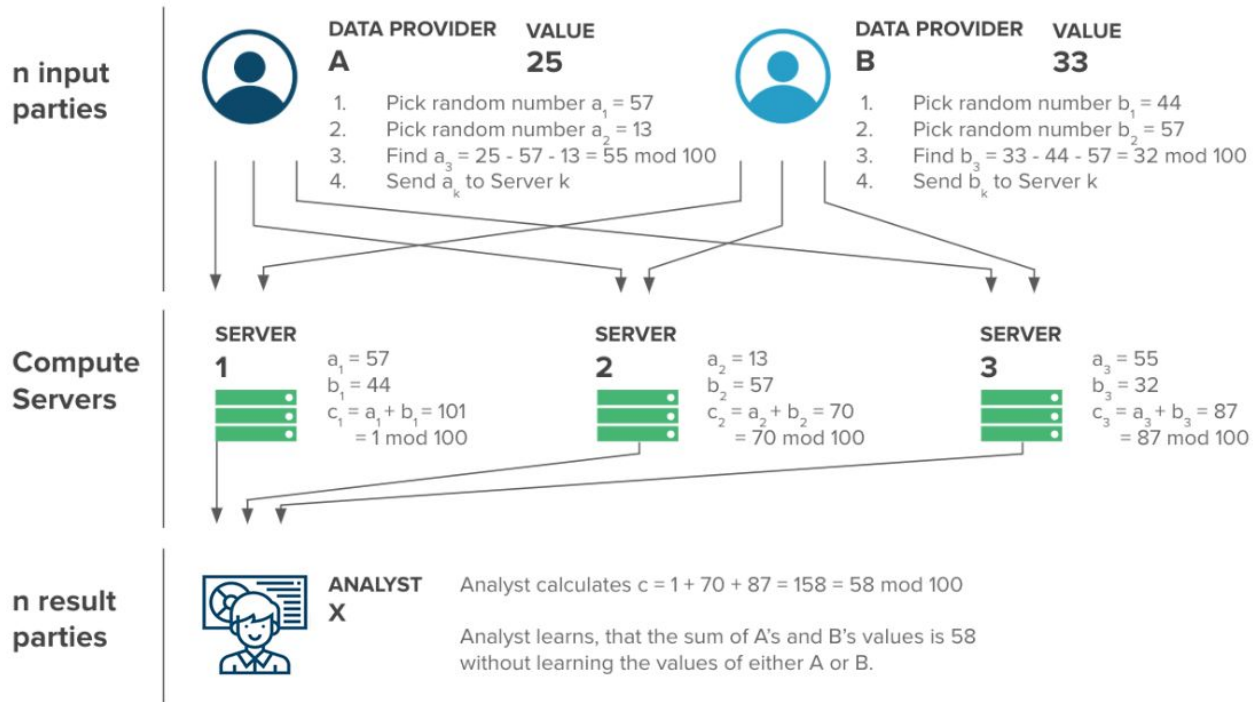 n input
parties
DATA PROVIDER VALUE
A 25
1. Pick random number a₁ = 57
2. Pick random number a₂ = 13
3. Find a₃ = 25 - 57 - 13 = 55 mod 100
4. Send aₖ to Server k
DATA PROVIDER VALUE
B 33
1. Pick random number b₁ = 44
2. Pick random number b₂ = 57
3. Find b₃ = 33 - 44 - 57 = 32 mod 100
4. Send bₖ to Server k
Compute
Servers
SERVER
1
a₁ = 57
b₁ = 44
c₁ = a₁ + b₁ = 101
= 1 mod 100
SERVER
2
a₂ = 13
b₂ = 57
c₂ = a₂ + b₂ = 70
= 70 mod 100
SERVER
3
a₃ = 55
b₃ = 32
c₃ = a₃ + b₃ = 87
= 87 mod 100
n result
parties
ANALYST
X
Analyst calculates c = 1 + 70 + 87 = 158 = 58 mod 100
Analyst learns, that the sum of A's and B's values is 58
without learning the values of either A or B.